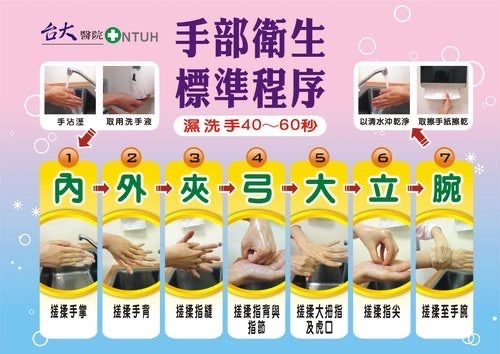 台大醫院 NTUH
手部衛生
標準程序
濕洗手40～60秒
手沾溼
取用洗手液
以清水沖乾淨
取擦手紙擦乾
1 2 3 4 5 6 7
內 外 夾 弓 大 立 腕
搓揉手掌
搓揉手背
搓揉指縫
搓揉指背與
指節
搓揉大拇指
及虎口
搓揉指尖
搓揉至手腕